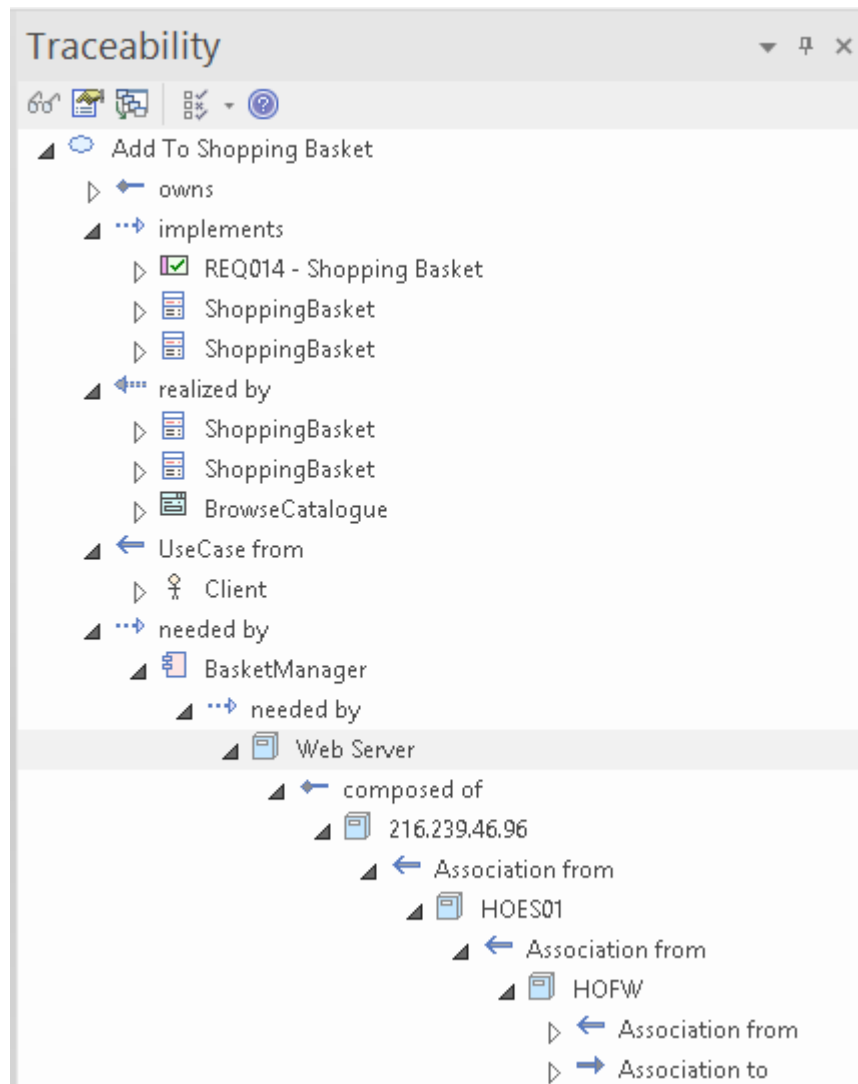 Traceability
Add To Shopping Basket
owns
implements
REQ014 - Shopping Basket
ShoppingBasket
ShoppingBasket
realized by
ShoppingBasket
ShoppingBasket
BrowseCatalogue
UseCase from
Client
needed by
BasketManager
needed by
Web Server
composed of
216.239.46.96
Association from
HOES01
Association from
HOFW
Association from
Association to